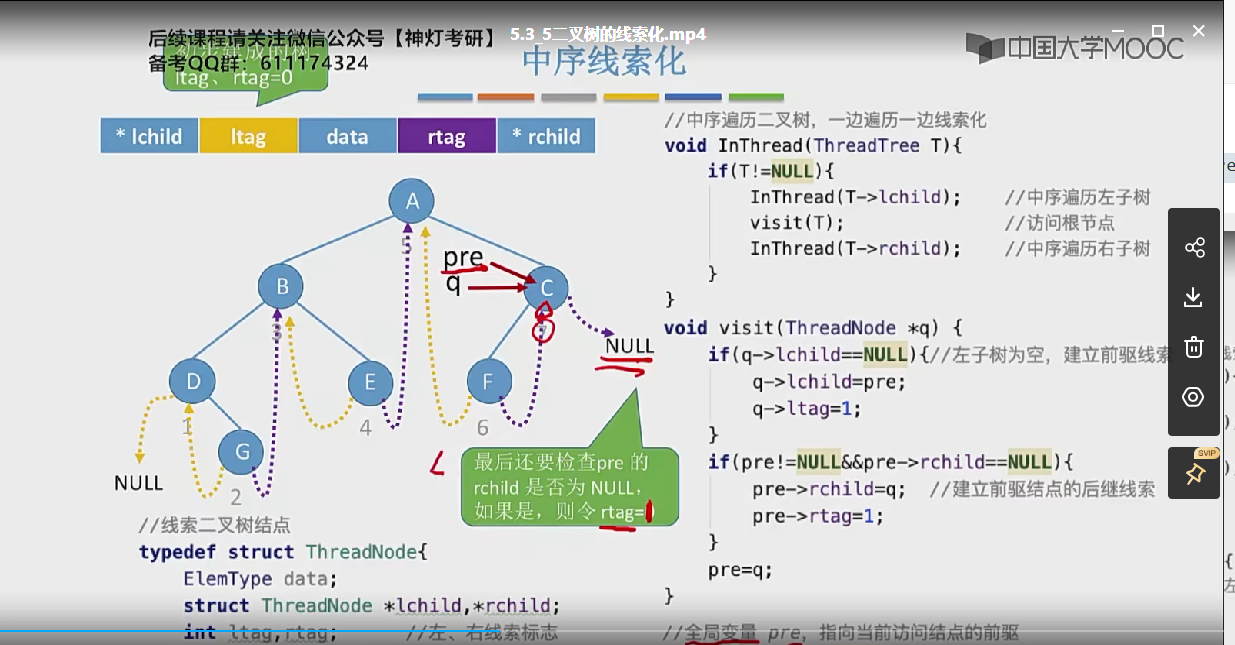 后续课程请关注微信公众号【神灯考研】
备考QQ群：611174324
5.3_5二叉树的线索化.mp4
中国大学MOOC
初步建成的树，
ltag、rtag=0
中序线索化
* lchild ltag data rtag * rchild
A
5
pre
q
B
C
3
7
NULL
D
E
F
1
4
6
G
NULL
2
最后还要检查pre 的
rchild 是否为 NULL，
如果是，则令 rtag=1
//线索二叉树结点
typedef struct ThreadNode{
ElemType data;
struct ThreadNode *lchild,*rchild;
int ltag,rtag; //左、右线索标志
//中序遍历二叉树，一边遍历一边线索化
void InThread(ThreadTree T){
if(T!=NULL){
InThread(T->lchild); //中序遍历左子树
visit(T); //访问根节点
InThread(T->rchild); //中序遍历右子树
}
}
void visit(ThreadNode *q) {
if(q->lchild==NULL){//左子树为空，建立前驱线索
q->lchild=pre;
q->ltag=1;
}
if(pre!=NULL&&pre->rchild==NULL){
pre->rchild=q; //建立前驱结点的后继线索
pre->rtag=1;
}
pre=q;
}
//全局变量 pre，指向当前访问结点的前驱
SVIP